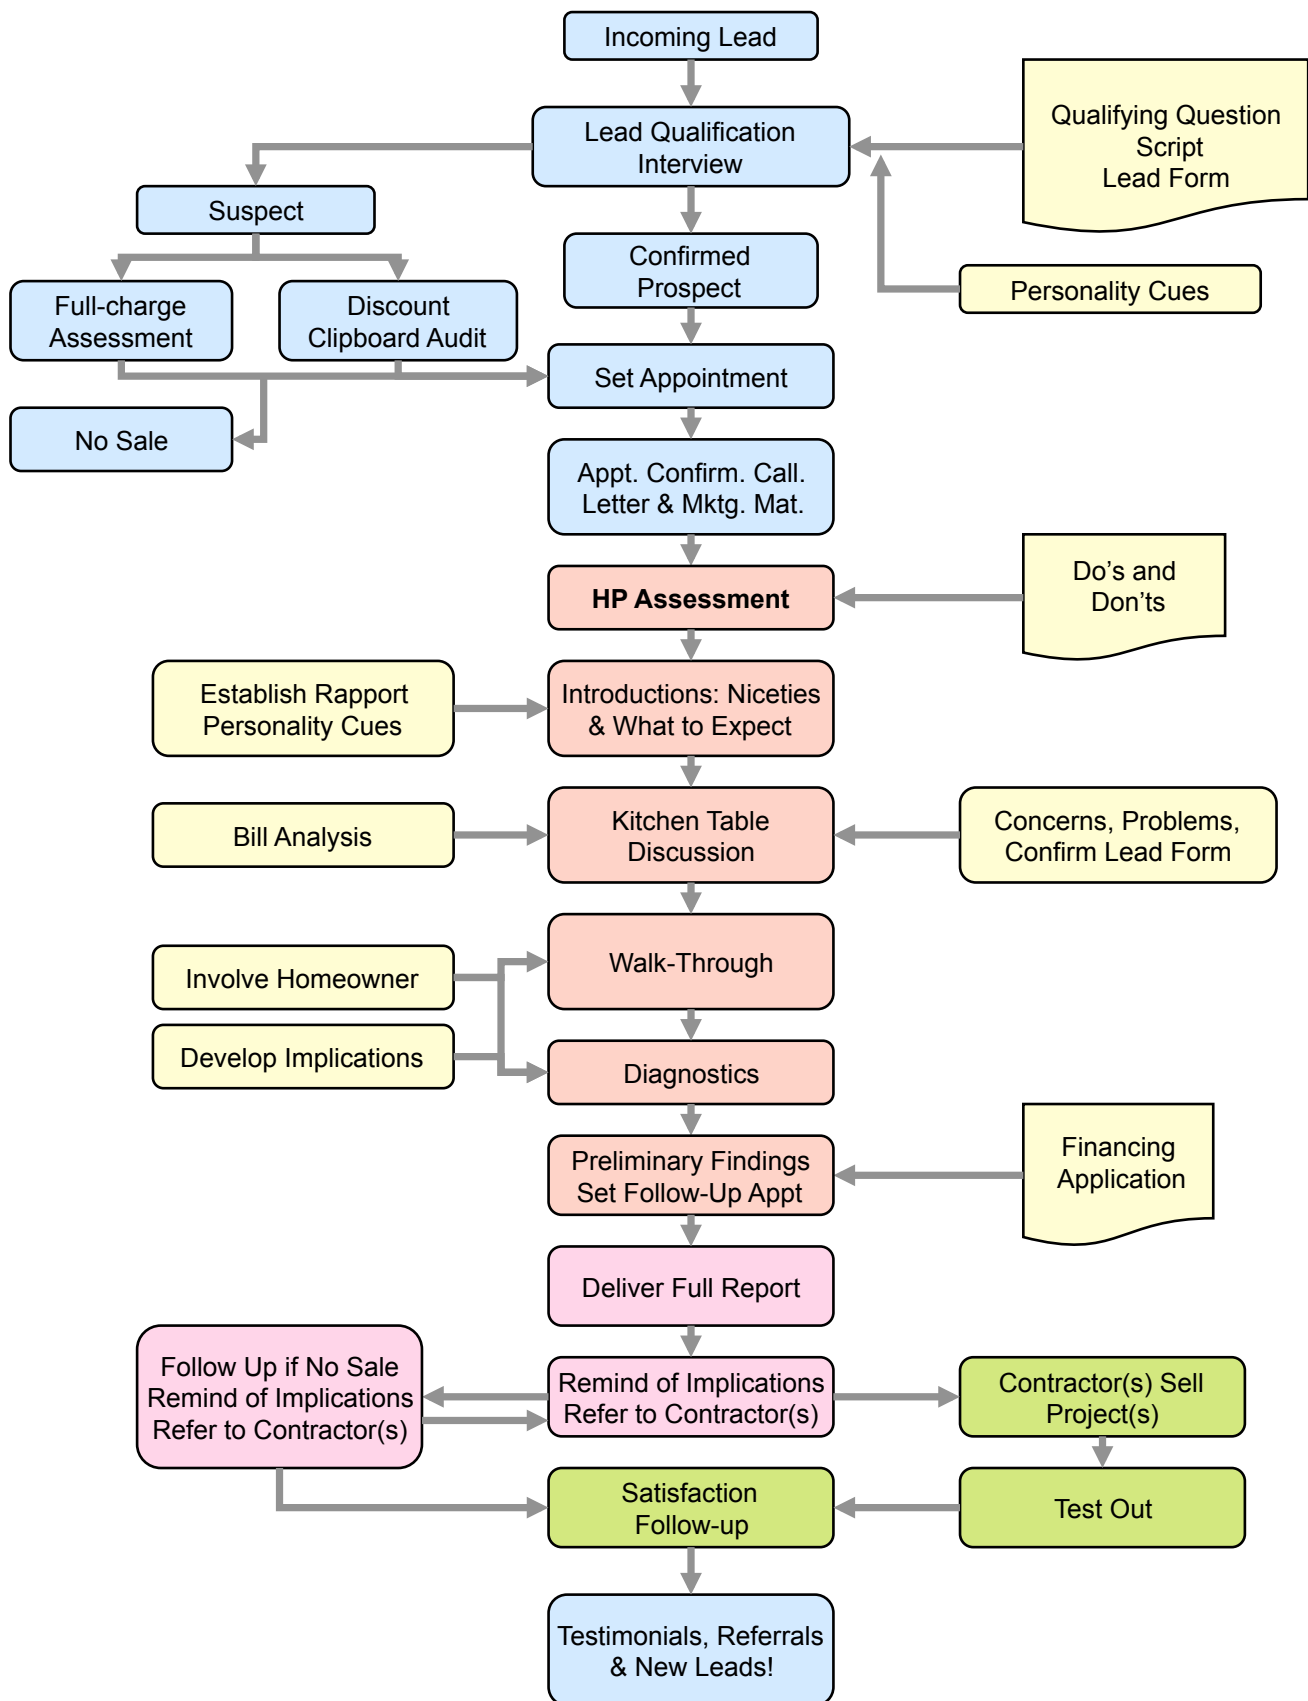 Incoming Lead
Lead Qualification
Interview
Qualifying Question
Script
Lead Form
Suspect
Confirmed
Prospect
Personality Cues
Full-charge
Assessment
Discount
Clipboard Audit
Set Appointment
No Sale
Appt. Confirm. Call.
Letter & Mktg. Mat.
HP Assessment
Do’s and
Don’ts
Establish Rapport
Personality Cues
Introductions: Niceties
& What to Expect
Bill Analysis
Kitchen Table
Discussion
Concerns, Problems,
Confirm Lead Form
Involve Homeowner
Walk-Through
Develop Implications
Diagnostics
Preliminary Findings
Set Follow-Up Appt
Financing
Application
Deliver Full Report
Follow Up if No Sale
Remind of Implications
Refer to Contractor(s)
Remind of Implications
Refer to Contractor(s)
Contractor(s) Sell
Project(s)
Satisfaction
Follow-up
Test Out
Testimonials, Referrals
& New Leads!